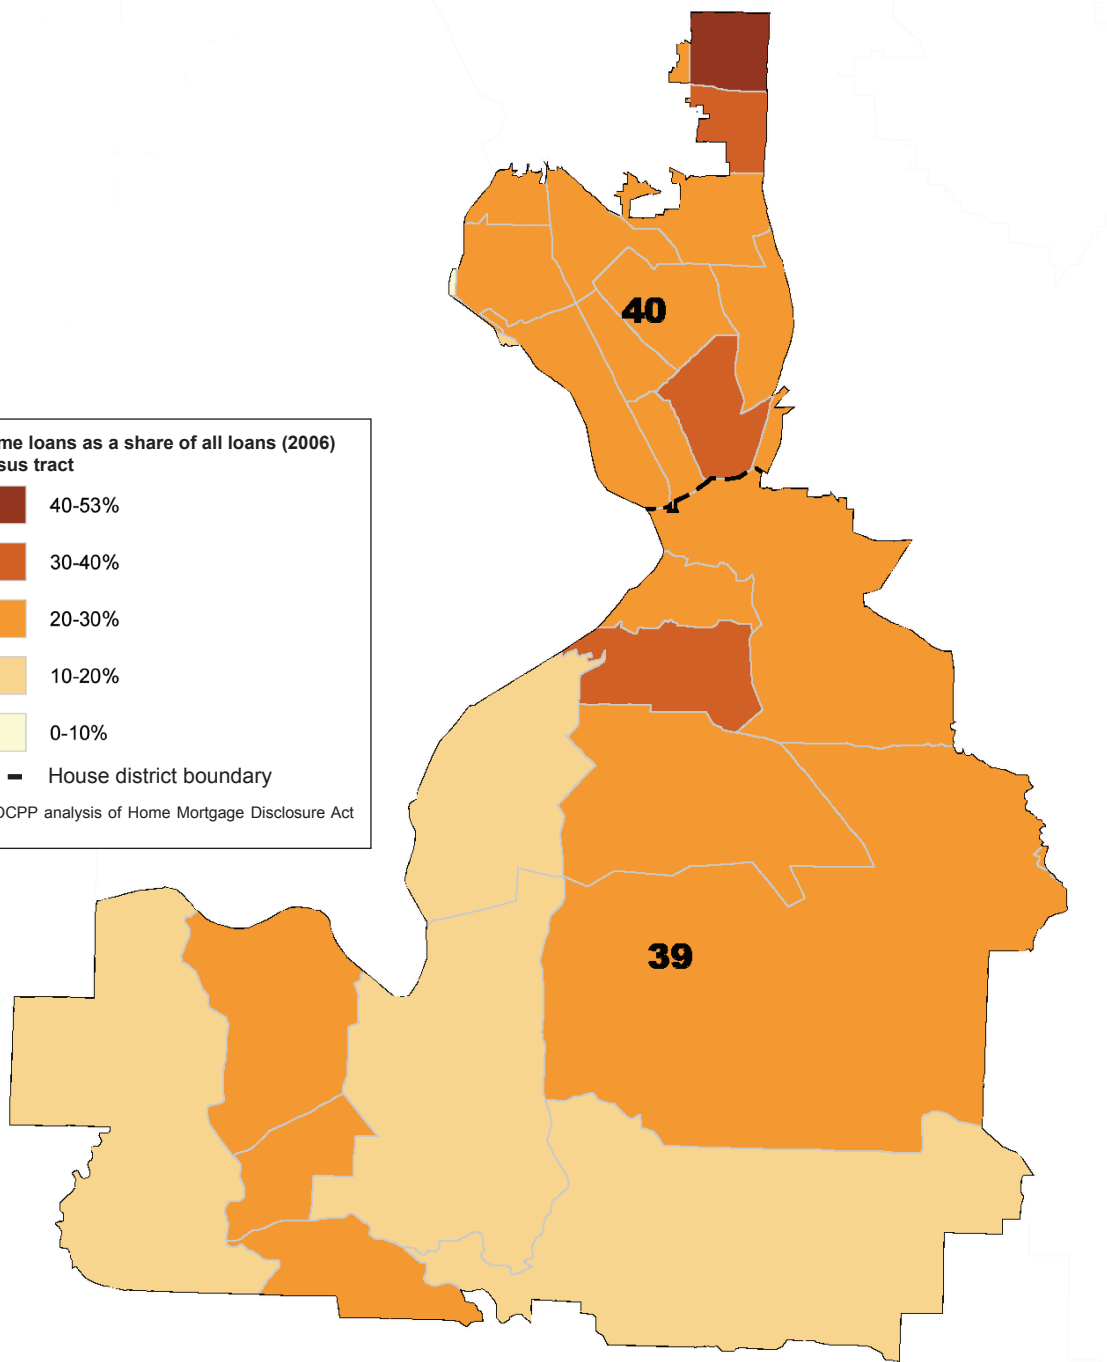 40
me loans as a share of all loans (2006)
sus tract
40-53%
30-40%
20-30%
10-20%
0-10%
House district boundary
OCPP analysis of Home Mortgage Disclosure Act
39